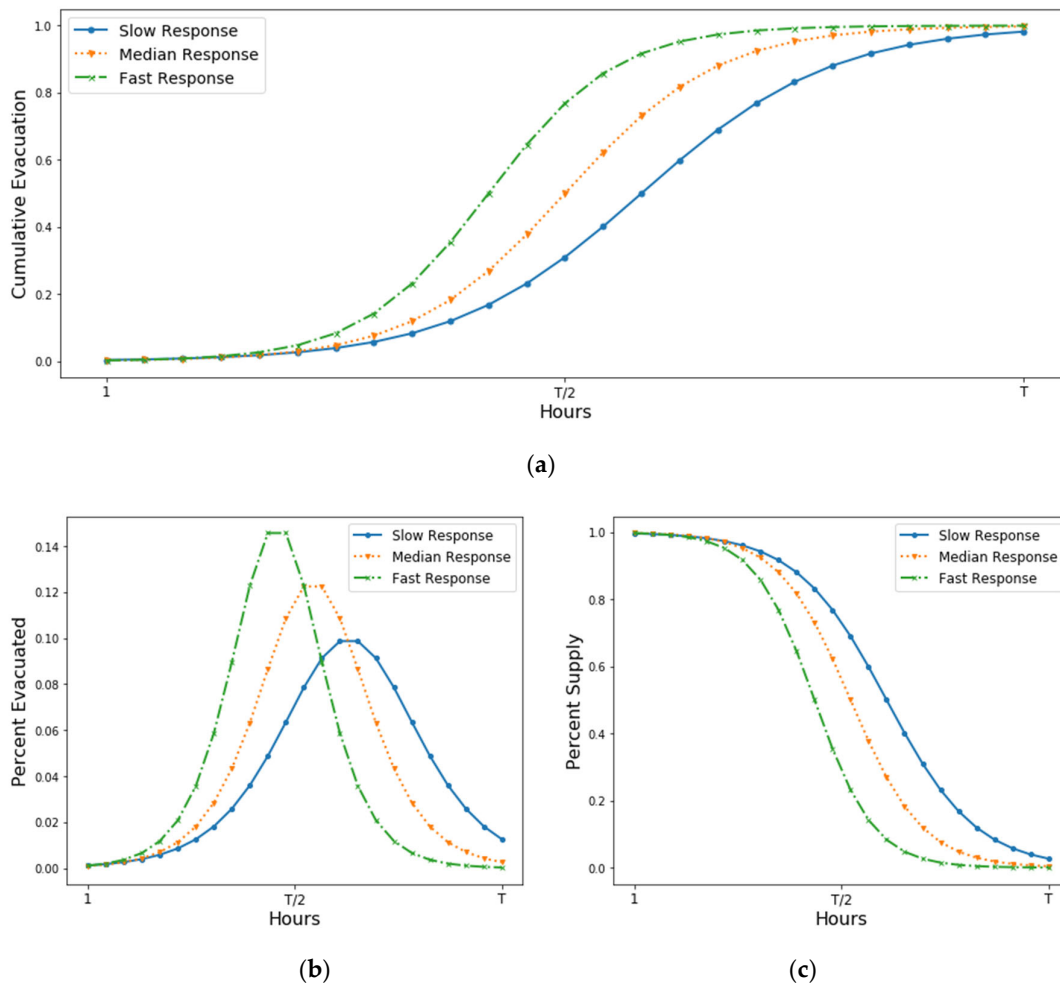 1.0
0.8
0.6
0.4
0.2
0.0
Cumulative Evacuation
Slow Response
Median Response
Fast Response
1
T/2
T
Hours
(a)
0.14
0.12
0.10
0.08
0.06
0.04
0.02
0.00
Percent Evacuated
Slow Response
Median Response
Fast Response
1
T/2
T
Hours
(b)
1.0
0.8
0.6
0.4
0.2
0.0
Percent Supply
Slow Response
Median Response
Fast Response
1
T/2
T
Hours
(c)